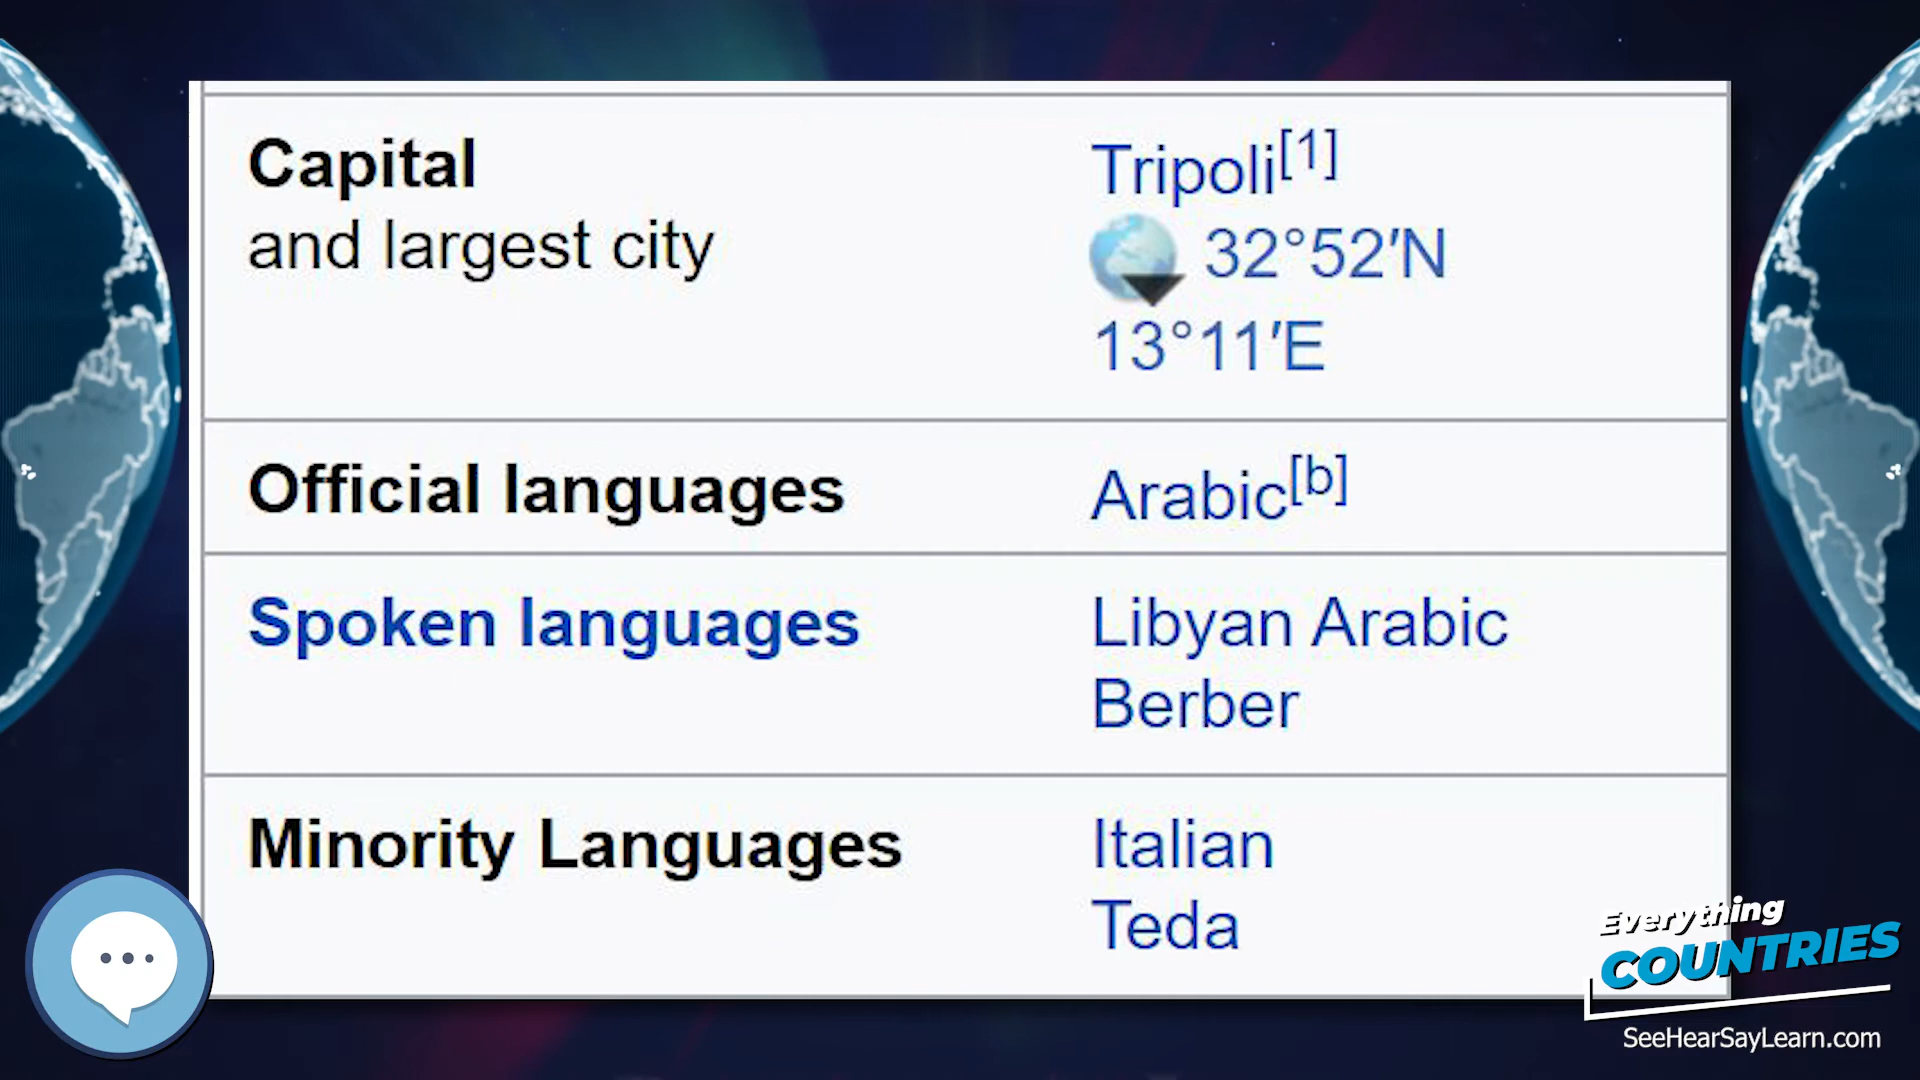 Capital
and largest city
Tripoli[1]
32°52′N
13°11′E
Official languages
Arabic[b]
Spoken languages
Libyan Arabic
Berber
Minority Languages
Italian
Teda
Everything
COUNTRIES
SeeHearSayLearn.com